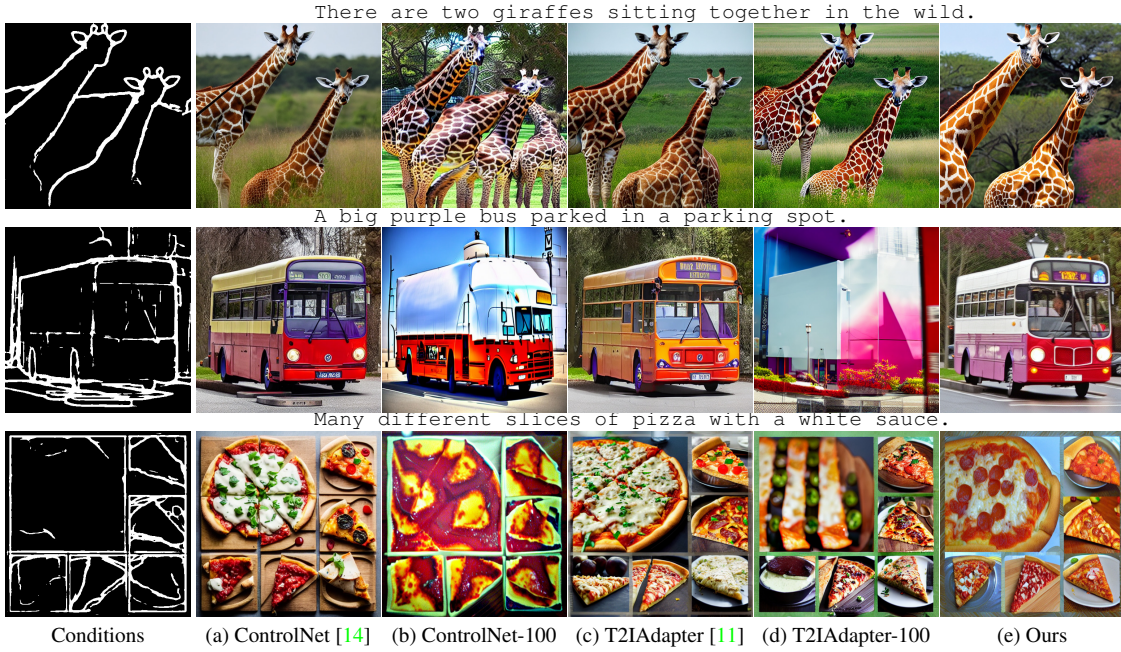 There are two giraffes sitting together in the wild.
A big purple bus parked in a parking spot.
Many different slices of pizza with a white sauce.
Conditions (a) ControlNet [14] (b) ControlNet-100 (c) T2IAdapter [11] (d) T2IAdapter-100 (e) Ours